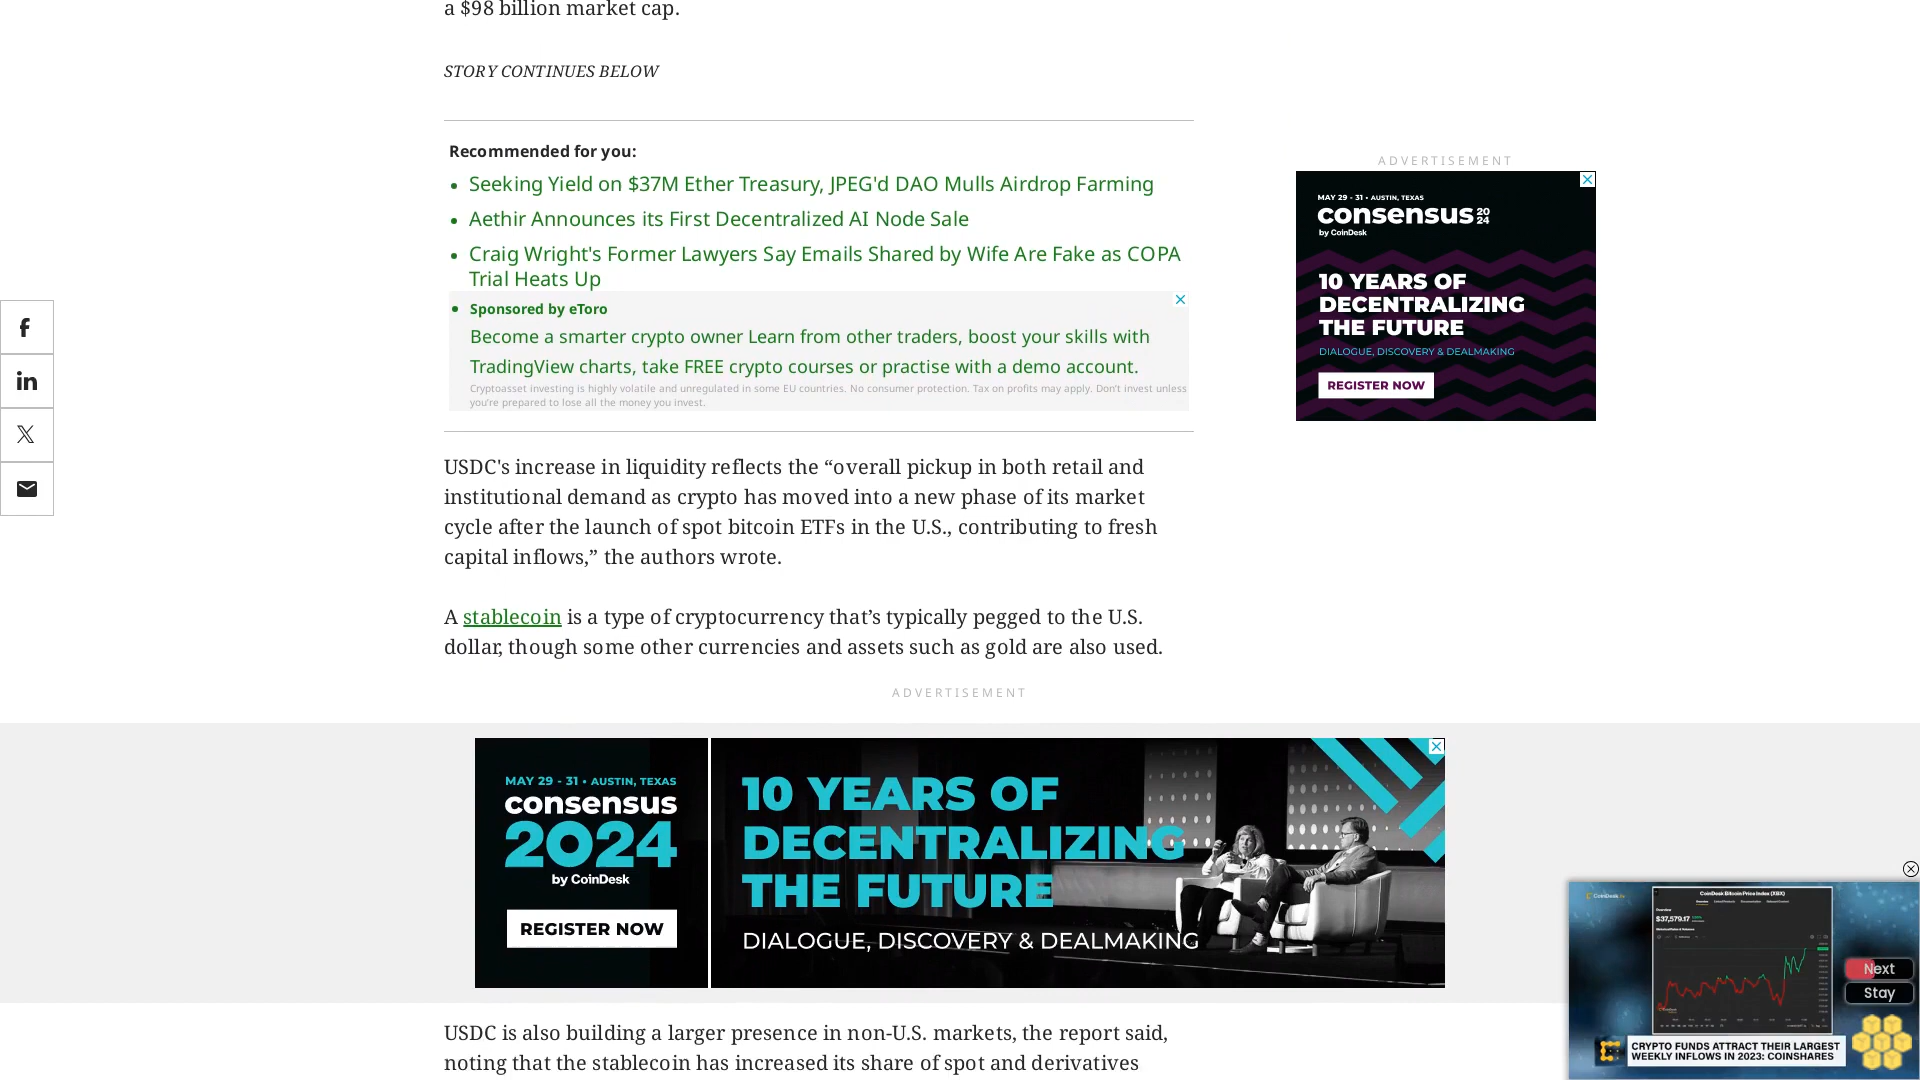 a $98 billion market cap.
STORY CONTINUES BELOW
Recommended for you:
Seeking Yield on $37M Ether Treasury, JPEG'd DAO Mulls Airdrop Farming
Aethir Announces its First Decentralized AI Node Sale
Craig Wright's Former Lawyers Say Emails Shared by Wife Are Fake as COPA
Trial Heats Up
Sponsored by eToro
Become a smarter crypto owner Learn from other traders, boost your skills with
TradingView charts, take FREE crypto courses or practise with a demo account.
Cryptoasset investing is highly volatile and unregulated in some EU countries. No consumer protection. Tax on profits may apply. Don't invest unless
you're prepared to lose all the money you invest.
ADVERTISEMENT
MAY 29 - 31 • AUSTIN, TEXAS
consensus 2024
by CoinDesk
10 YEARS OF
DECENTRALIZING
THE FUTURE
DIALOGUE, DISCOVERY & DEALMAKING
REGISTER NOW
USDC's increase in liquidity reflects the “overall pickup in both retail and
institutional demand as crypto has moved into a new phase of its market
cycle after the launch of spot bitcoin ETFs in the U.S., contributing to fresh
capital inflows,” the authors wrote.
A stablecoin is a type of cryptocurrency that’s typically pegged to the U.S.
dollar, though some other currencies and assets such as gold are also used.
ADVERTISEMENT
MAY 29 - 31 • AUSTIN, TEXAS
consensus
2024
by CoinDesk
REGISTER NOW
10 YEARS OF
DECENTRALIZING
THE FUTURE
DIALOGUE, DISCOVERY & DEALMAKING
CoinDesk Bitcoin Price Index (XBX)
$37,579.17
Next
Stay
CRYPTO FUNDS ATTRACT THEIR LARGEST
WEEKLY INFLOWS IN 2023: COINSHARES
USDC is also building a larger presence in non-U.S. markets, the report said,
noting that the stablecoin has increased its share of spot and derivatives